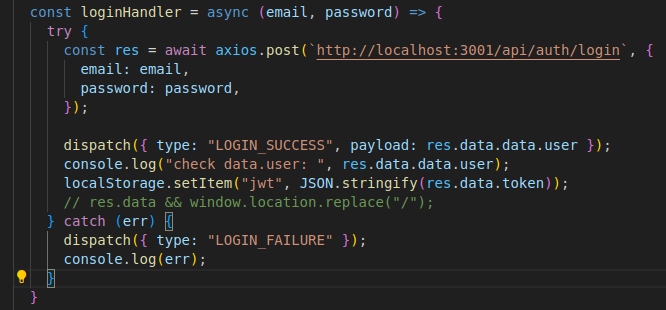 const loginHandler = async (email, password) => {
try {
const res = await axios.post(`http://localhost:3001/api/auth/login`, {
email: email,
password: password,
});
dispatch({ type: "LOGIN_SUCCESS", payload: res.data.data.user });
console.log("check data.user: ", res.data.data.user);
localStorage.setItem("jwt", JSON.stringify(res.data.token));
// res.data && window.location.replace("/");
} catch (err) {
dispatch({ type: "LOGIN_FAILURE" });
console.log(err);
}
}